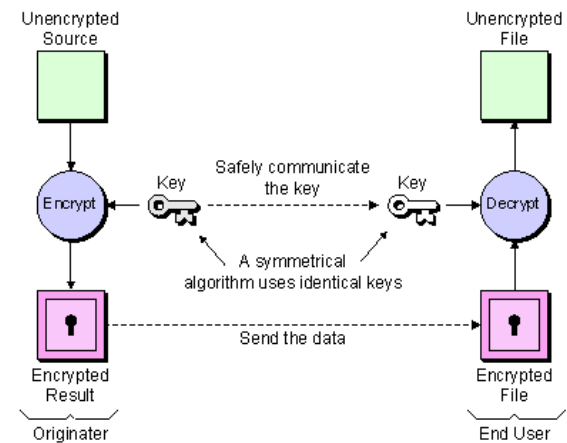 Unencrypted
Source
Unencrypted
File
Encrypt
Key
Safely communicate
the key
Key
Decrypt
A symmetrical
algorithm uses identical keys
Send the data
Encrypted
Result
Encrypted
File
Originater
End User